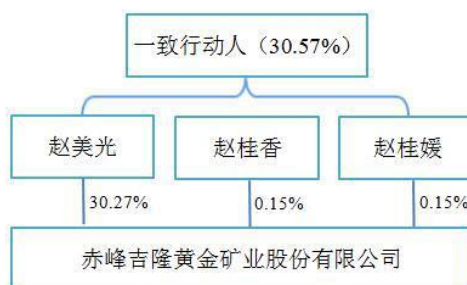 一致行动人（30.57%）
赵美光 赵桂香 赵桂媛
30.27% 0.15% 0.15%
赤峰吉隆黄金矿业股份有限公司